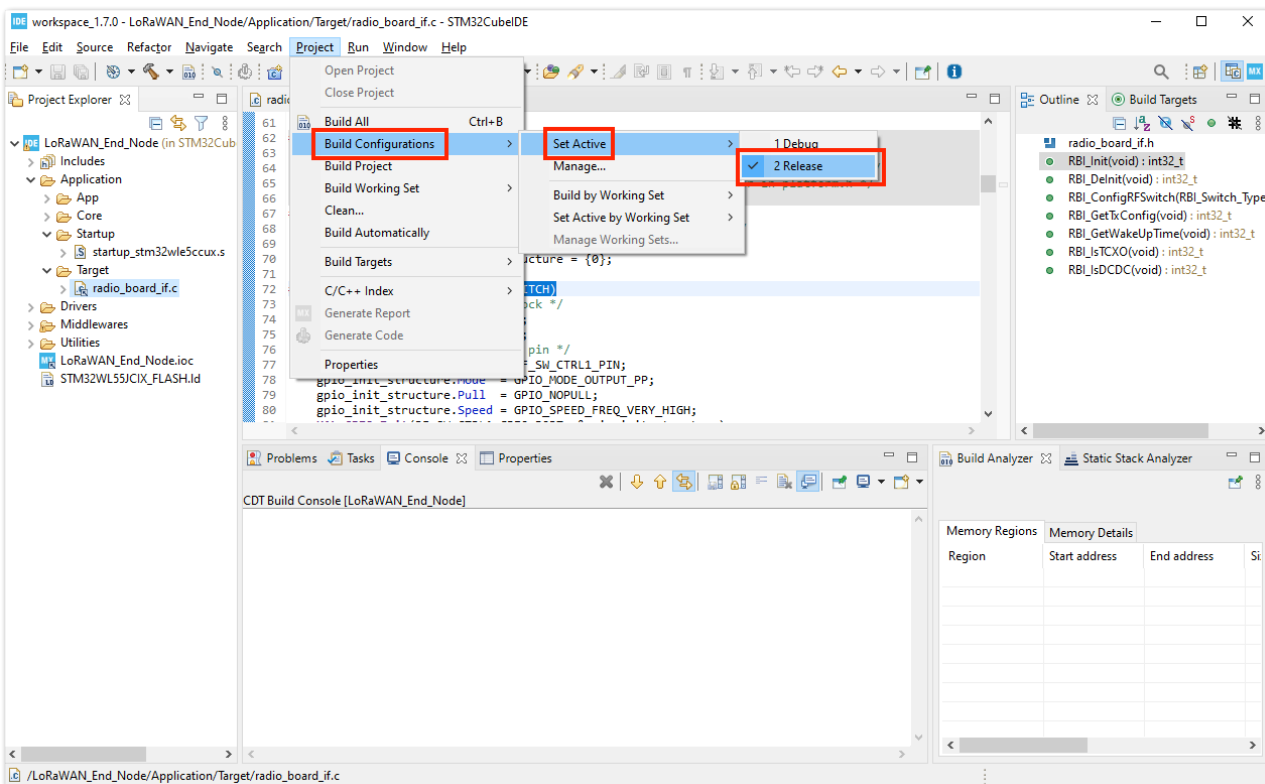 IDE workspace_1.7.0 - LoRaWAN_End_Node/Application/Target/radio_board_if.c - STM32CubeIDE
File Edit Source Refactor Navigate Search Project Run Window Help
Project Explorer
LoRaWAN_End_Node (in STM32Cub
Includes
Application
App
Core
Startup
startup_stm32wle5ccux.s
Target
radio_board_if.c
Drivers
Middlewares
Utilities
LoRaWAN_End_Node.ioc
STM32WL55JCIX_FLASH.ld
Open Project
Close Project
Build All Ctrl+B
Build Configurations
Build Project
Build Working Set
Clean...
Build Automatically
Build Targets
C/C++ Index
Generate Report
Generate Code
Properties
Set Active
Manage...
Build by Working Set
Set Active by Working Set
Manage Working Sets...
1 Debug
2 Release
radio
61
62
63
64
65 in platform.h */
66
67
68
69
70 ucture = {0};
71
72 ITCH)
73 ock */
74 ;
75 ;
76 pin */
77 F_SW_CTRL1_PIN;
78 gpio_init_structure.Mode = GPIO_MODE_OUTPUT_PP;
79 gpio_init_structure.Pull = GPIO_NOPULL;
80 gpio_init_structure.Speed = GPIO_SPEED_FREQ_VERY_HIGH;
Outline Build Targets
radio_board_if.h
RBI_Init(void) : int32_t
RBI_DeInit(void) : int32_t
RBI_ConfigRFSwitch(RBI_Switch_Type
RBI_GetTxConfig(void) : int32_t
RBI_GetWakeUpTime(void) : int32_t
RBI_IsTCXO(void) : int32_t
RBI_IsDCDC(void) : int32_t
Problems Tasks Console Properties
CDT Build Console [LoRaWAN_End_Node]
Build Analyzer Static Stack Analyzer
Memory Regions Memory Details
Region Start address End address Si
/LoRaWAN_End_Node/Application/Target/radio_board_if.c